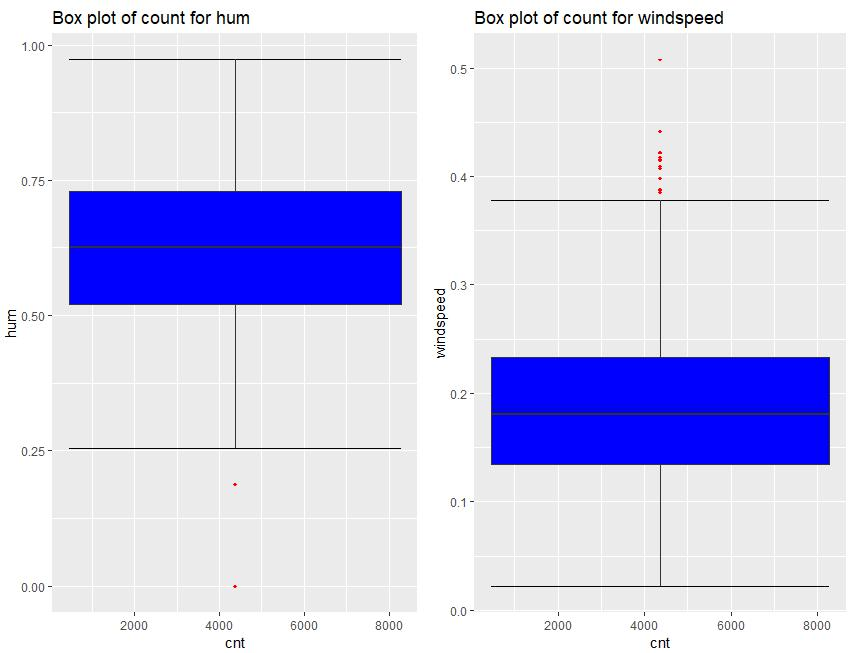 Box plot of count for hum
1.00
0.75
0.50
0.25
0.00
hum
2000 4000 6000 8000
cnt
Box plot of count for windspeed
0.5
0.4
0.3
0.2
0.1
0.0
windspeed
2000 4000 6000 8000
cnt